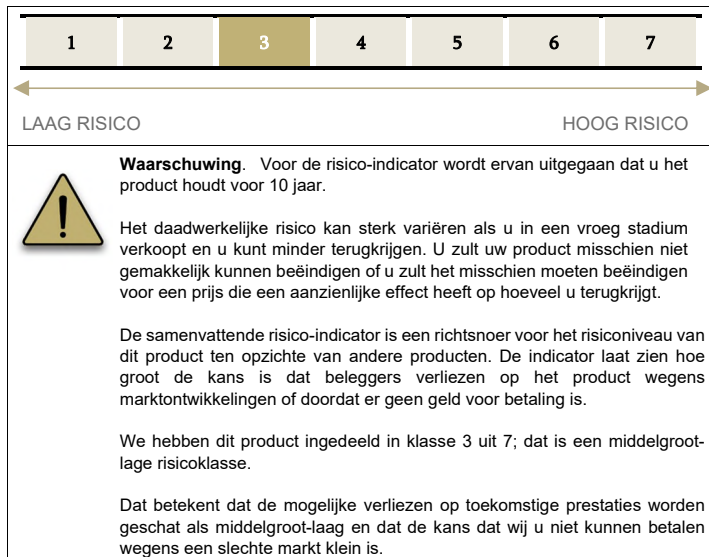 1 2 3 4 5 6 7
LAAG RISICO HOOG RISICO
Waarschuwing. Voor de risico-indicator wordt ervan uitgegaan dat u het
product houdt voor 10 jaar.
Het daadwerkelijke risico kan sterk variëren als u in een vroeg stadium
verkoopt en u kunt minder terugkrijgen. U zult uw product misschien niet
gemakkelijk kunnen beëindigen of u zult het misschien moeten beëindigen
voor een prijs die een aanzienlijke effect heeft op hoeveel u terugkrijgt.
De samenvattende risico-indicator is een richtsnoer voor het risiconiveau van
dit product ten opzichte van andere producten. De indicator laat zien hoe
groot de kans is dat beleggers verliezen op het product wegens
marktontwikkelingen of doordat er geen geld voor betaling is.
We hebben dit product ingedeeld in klasse 3 uit 7; dat is een middelgroot-
lage risicoklasse.
Dat betekent dat de mogelijke verliezen op toekomstige prestaties worden
geschat als middelgroot-laag en dat de kans dat wij u niet kunnen betalen
wegens een slechte markt klein is.